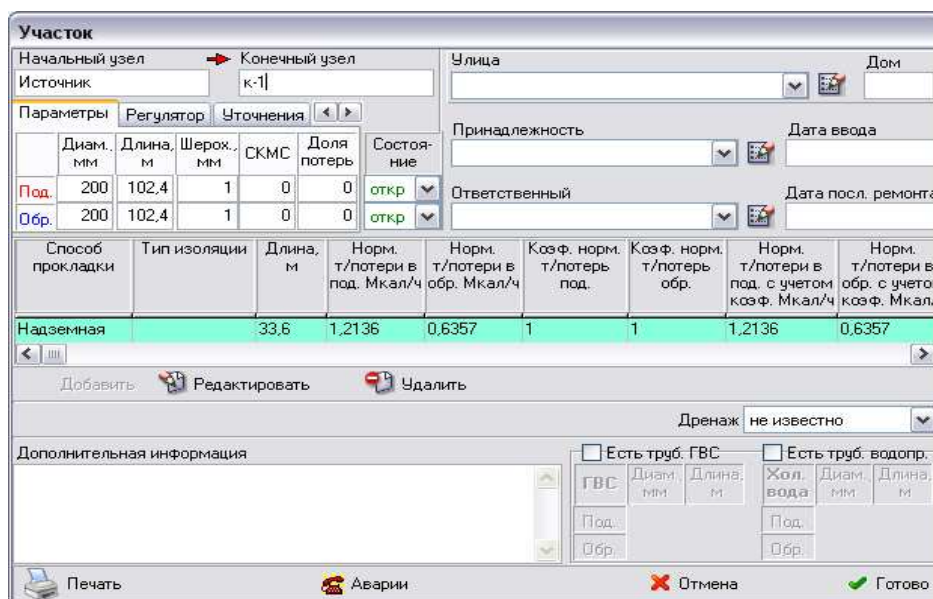 Участок
Начальный узел Конечный узел Улица Дом
Источник к-1
Параметры Регулятор Уточнения
Принадлежность Дата ввода
Диам., мм Длина, м Шерох., мм СКМС Доля потерь Состоя- ние
Под. 200 102,4 1 0 0 откр
Ответственный Дата посл. ремонта
Обр. 200 102,4 1 0 0 откр
Способ прокладки Тип изоляции Длина, м Норм. т/потери в под. Мкал/ч Норм. т/потери в обр. Мкал/ч Коэф. норм. т/потерь под. Коэф. норм. т/потерь обр. Норм. т/потери в под. с учетом коэф. Мкал/ч Норм. т/потери в обр. с учето коэф. Мкал/
Надземная 33,6 1,2136 0,6357 1 1 1,2136 0,6357
Добавить Редактировать Удалить
Дренаж не известно
Дополнительная информация Есть труб. ГВС Есть труб. водопр.
ГВС Диам., мм Длина, м Хол. вода Диам., мм Длина, м
Под. Под.
Обр. Обр.
Печать Аварии Отмена Готово